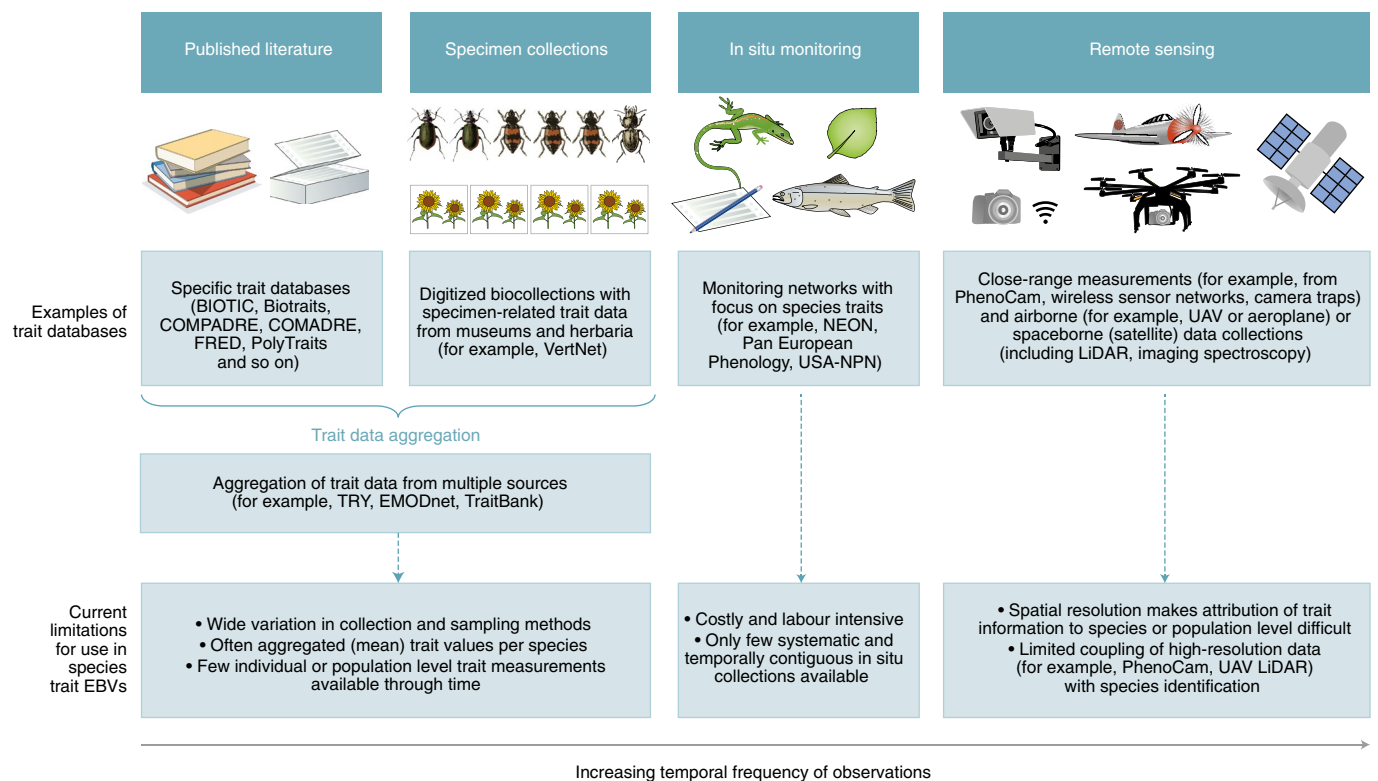 Published literature
Specimen collections
In situ monitoring
Remote sensing
Examples of
trait databases
Specific trait databases
(BIOTIC, Biotraits,
COMPADRE, COMADRE,
FRED, PolyTraits
and so on)
Digitized biocollections with
specimen-related trait data
from museums and herbaria
(for example, VertNet)
Monitoring networks with
focus on species traits
(for example, NEON,
Pan European
Phenology, USA-NPN)
Close-range measurements (for example, from
PhenoCam, wireless sensor networks, camera traps)
and airborne (for example, UAV or aeroplane) or
spaceborne (satellite) data collections
(including LiDAR, imaging spectroscopy)
Trait data aggregation
Aggregation of trait data from multiple sources
(for example, TRY, EMODnet, TraitBank)
Current
limitations
for use in
species
trait EBVs
• Wide variation in collection and sampling methods
• Often aggregated (mean) trait values per species
• Few individual or population level trait measurements
available through time
• Costly and labour intensive
• Only few systematic and
temporally contiguous in situ
collections available
• Spatial resolution makes attribution of trait
information to species or population level difficult
• Limited coupling of high-resolution data
(for example, PhenoCam, UAV LiDAR)
with species identification
Increasing temporal frequency of observations